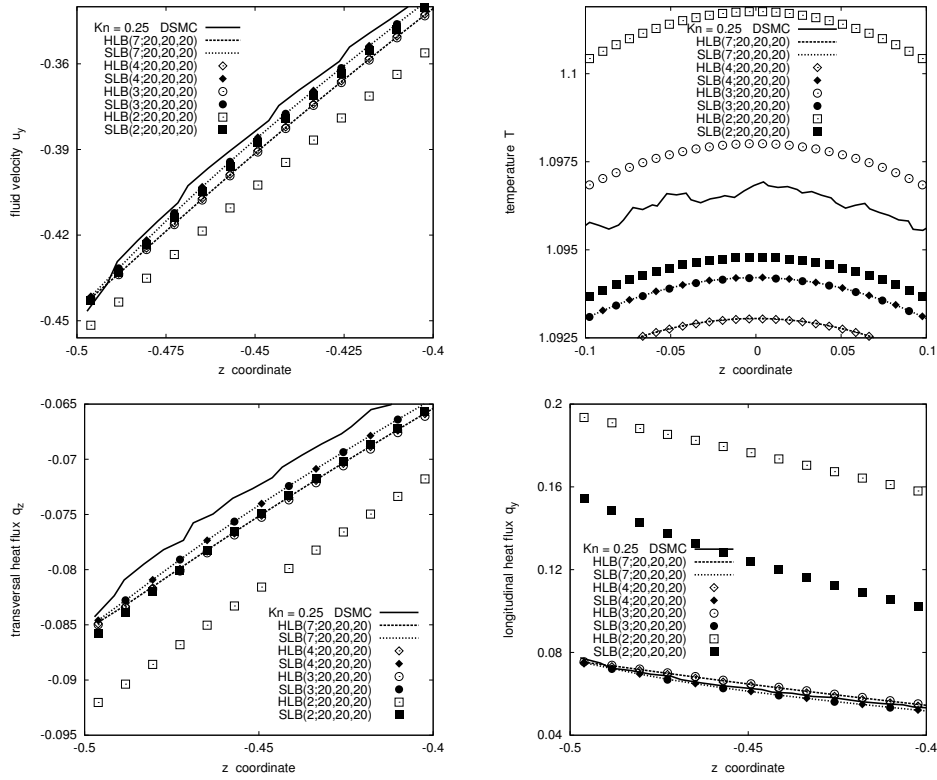 Kn = 0.25 DSMC
HLB(7;20,20,20)
SLB(7;20,20,20)
HLB(4;20,20,20)
SLB(4;20,20,20)
HLB(3;20,20,20)
SLB(3;20,20,20)
HLB(2;20,20,20)
SLB(2;20,20,20)
fluid velocity u_y
-0.36
-0.39
-0.42
-0.45
-0.5
-0.475
-0.45
-0.425
-0.4
z coordinate
Kn = 0.25 DSMC
HLB(7;20,20,20)
SLB(7;20,20,20)
HLB(4;20,20,20)
SLB(4;20,20,20)
HLB(3;20,20,20)
SLB(3;20,20,20)
HLB(2;20,20,20)
SLB(2;20,20,20)
temperature T
1.1
1.0975
1.095
1.0925
-0.1
-0.05
0
0.05
0.1
z coordinate
transversal heat flux q_z
-0.065
-0.07
-0.075
-0.08
-0.085
-0.09
-0.095
Kn = 0.25 DSMC
HLB(7;20,20,20)
SLB(7;20,20,20)
HLB(4;20,20,20)
SLB(4;20,20,20)
HLB(3;20,20,20)
SLB(3;20,20,20)
HLB(2;20,20,20)
SLB(2;20,20,20)
-0.5
-0.45
-0.4
z coordinate
longitudinal heat flux q_y
0.2
0.16
0.12
0.08
0.04
Kn = 0.25 DSMC
HLB(7;20,20,20)
SLB(7;20,20,20)
HLB(4;20,20,20)
SLB(4;20,20,20)
HLB(3;20,20,20)
SLB(3;20,20,20)
HLB(2;20,20,20)
SLB(2;20,20,20)
-0.5
-0.45
-0.4
z coordinate